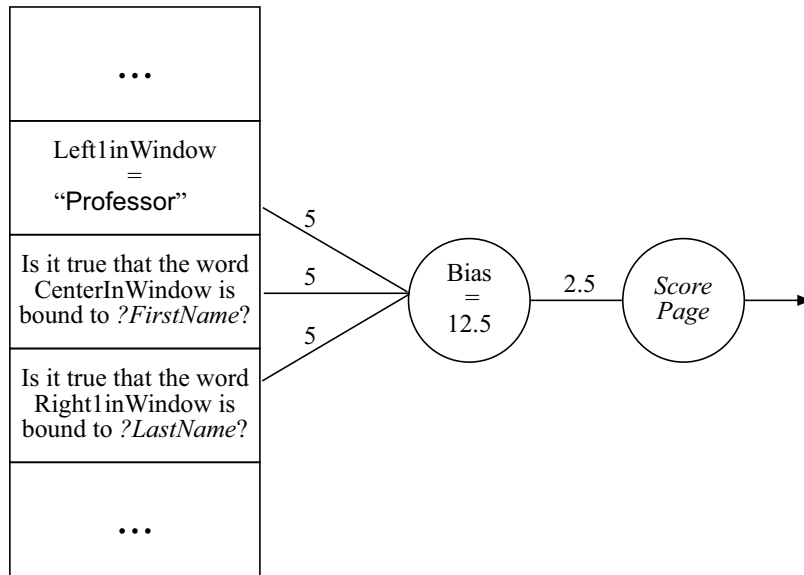 ...
Left1inWindow
=
“Professor”
Is it true that the word
CenterInWindow is
bound to ?FirstName?
Is it true that the word
Right1inWindow is
bound to ?LastName?
...
5
5
5
Bias
=
12.5
2.5
Score
Page